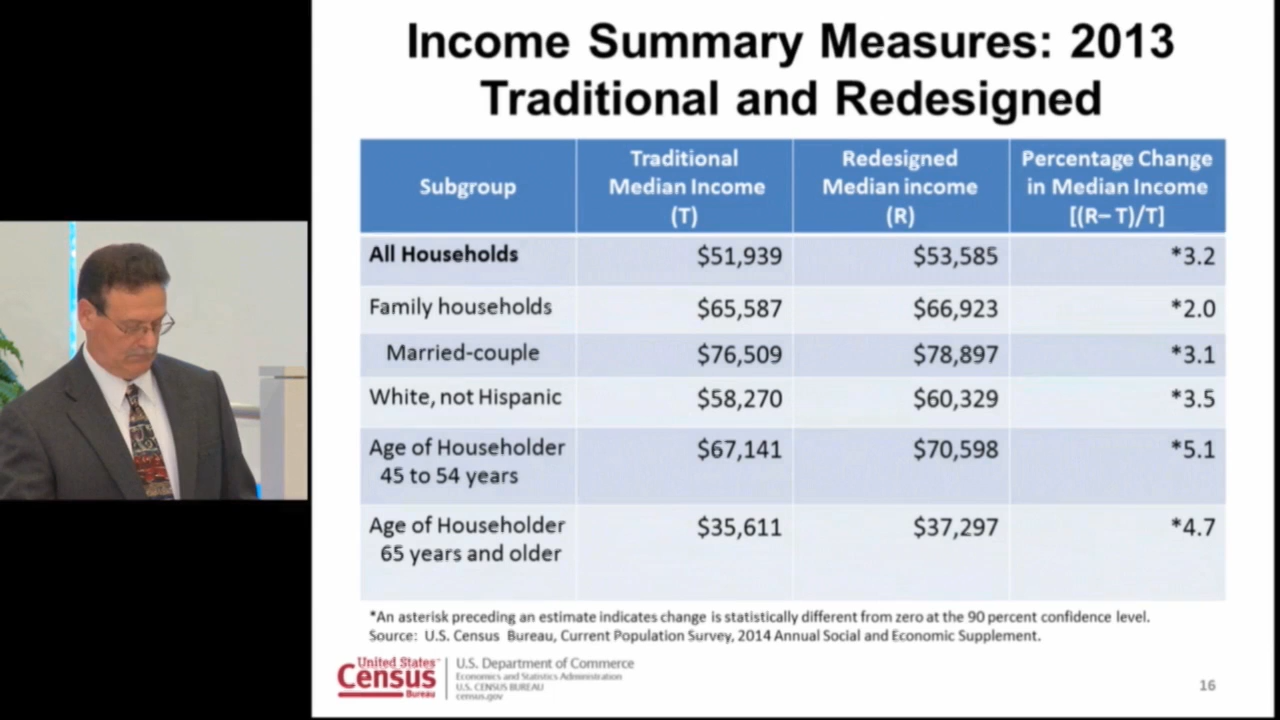 Income Summary Measures: 2013
Traditional and Redesigned
Subgroup
Traditional
Median Income
(T)
Redesigned
Median income
(R)
Percentage Change
in Median Income
[(R– T)/T]
All Households $51,939 $53,585 *3.2
Family households $65,587 $66,923 *2.0
Married-couple $76,509 $78,897 *3.1
White, not Hispanic $58,270 $60,329 *3.5
Age of Householder $67,141 $70,598 *5.1
45 to 54 years
Age of Householder $35,611 $37,297 *4.7
65 years and older
*An asterisk preceding an estimate indicates change is statistically different from zero at the 90 percent confidence level.
Source: U.S. Census Bureau, Current Population Survey, 2014 Annual Social and Economic Supplement.
United States™
Census
Bureau
U.S. Department of Commerce
Economics and Statistics Administration
U.S. CENSUS BUREAU
census.gov
16